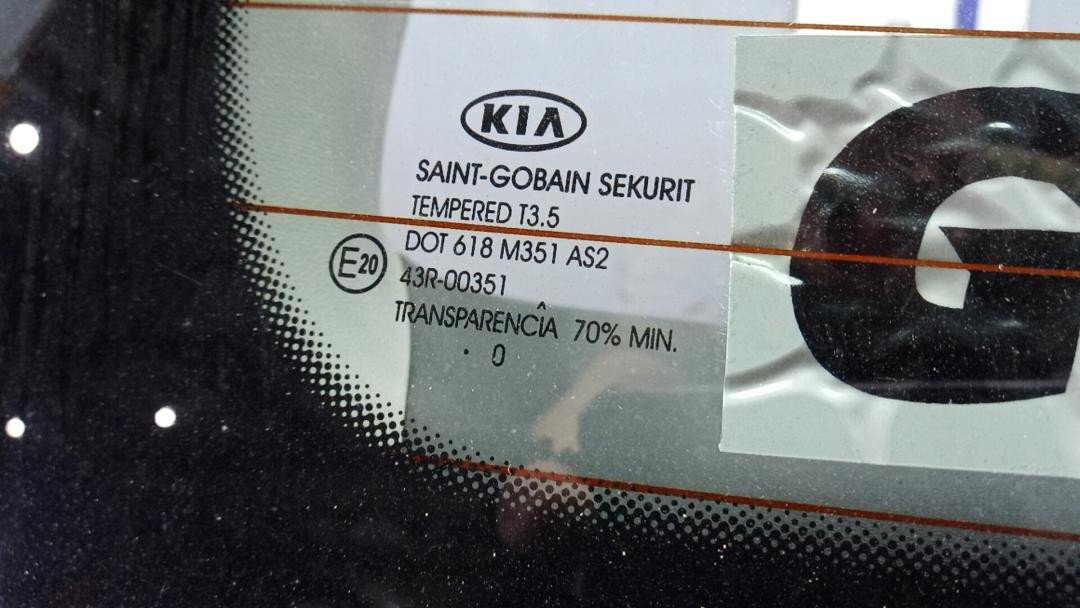 KIA
SAINT-GOBAIN SEKURIT
TEMPERED T3.5
DOT 618 M351 AS2
E20
43R-00351
TRANSPARENCÎA 70% MIN.
. 0
G